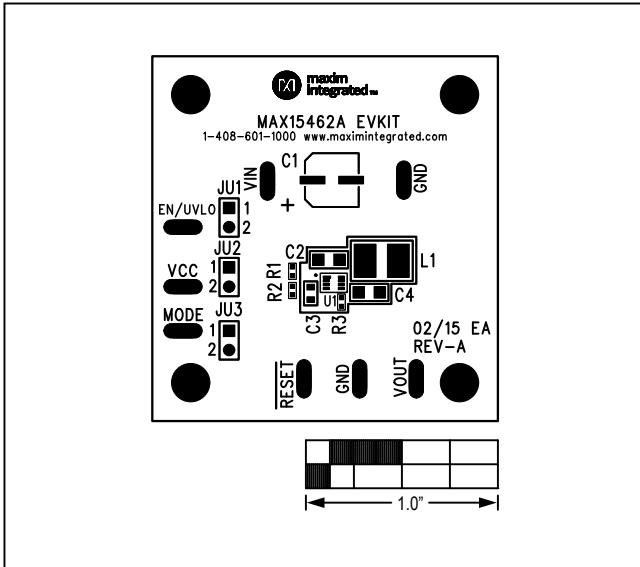 maxim
integrated™
MAX15462A EVKIT
1-408-601-1000 www.maximintegrated.com
C1
VIN
GND
+
JU1
EN/UVLO
1
2
JU2
VCC
1
2
C2
R1
R2
C3
U1
R3
L1
C4
JU3
MODE
1
2
02/15 EA
REV-A
RESET
GND
VOUT
1.0"